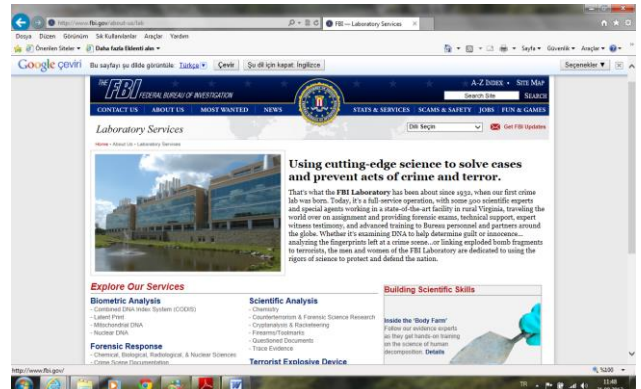 http://www.fbi.gov/about-us/lab
FBI — Laboratory Services
Dosya Düzen Görünüm Sık Kullanılanlar Araçlar Yardım
Önerilen Siteler Daha Fazla Eklenti alın
Sayfa Güvenlik Araçlar
Google çeviri Bu sayfayı şu dilde görüntüle: Türkçe Çevir Şu dil için kapat: İngilizce Seçenekler
THE FBI FEDERAL BUREAU OF INVESTIGATION
A-Z INDEX • SITE MAP
Search Site SEARCH
CONTACT US ABOUT US MOST WANTED NEWS STATS & SERVICES SCAMS & SAFETY JOBS FUN & GAMES
Laboratory Services
Dili Seçin Get FBI Updates
Home • About Us • Laboratory Services
Using cutting-edge science to solve cases
and prevent acts of crime and terror.
That's what the FBI Laboratory has been about since 1932, when our first crime
lab was born. Today, it's a full-service operation, with some 500 scientific experts
and special agents working in a state-of-the-art facility in rural Virginia, traveling the
world over on assignment and providing forensic exams, technical support, expert
witness testimony, and advanced training to Bureau personnel and partners around
the globe. Whether it's examining DNA to help determine guilt or innocence...
analyzing the fingerprints left at a crime scene...or linking exploded bomb fragments
to terrorists, the men and women of the FBI Laboratory are dedicated to using the
rigors of science to protect and defend the nation.
Explore Our Services
Biometric Analysis
- Combined DNA Index System (CODIS)
- Latent Print
- Mitochondrial DNA
- Nuclear DNA
Forensic Response
- Chemical, Biological, Radiological, & Nuclear Sciences
- Crime Scene Documentation
Scientific Analysis
- Chemistry
- Counterterrorism & Forensic Science Research
- Cryptanalysis & Racketeering
- Firearms/Toolmarks
- Questioned Documents
- Trace Evidence
Terrorist Explosive Device
Building Scientific Skills
Inside the 'Body Farm'
Follow our evidence experts
as they get hands-on training
on the science of human
decomposition. Details
http://www.fbi.gov/
%100
TR
11:48